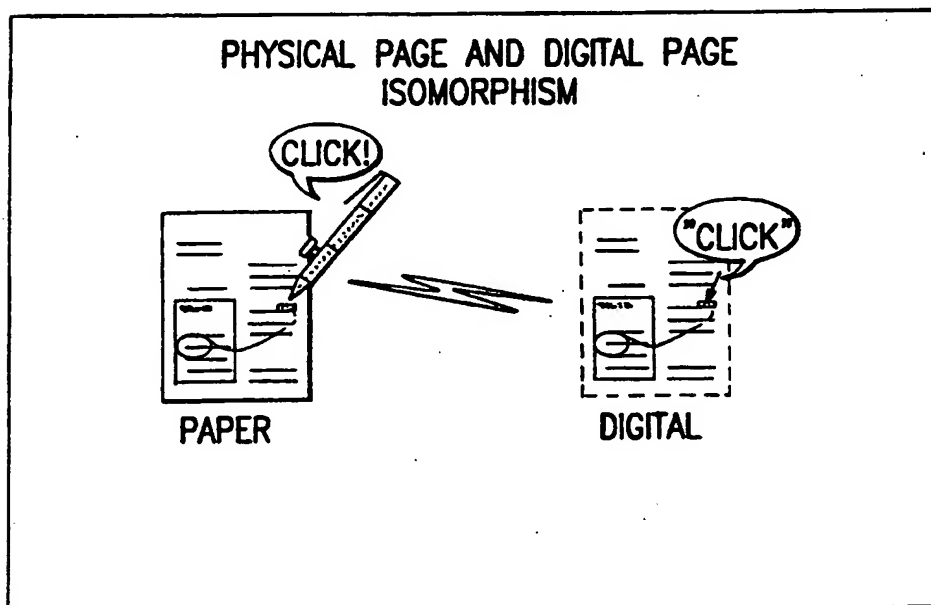 PHYSICAL PAGE AND DIGITAL PAGE
ISOMORPHISM
CLICK!
"CLICK"
PAPER
DIGITAL